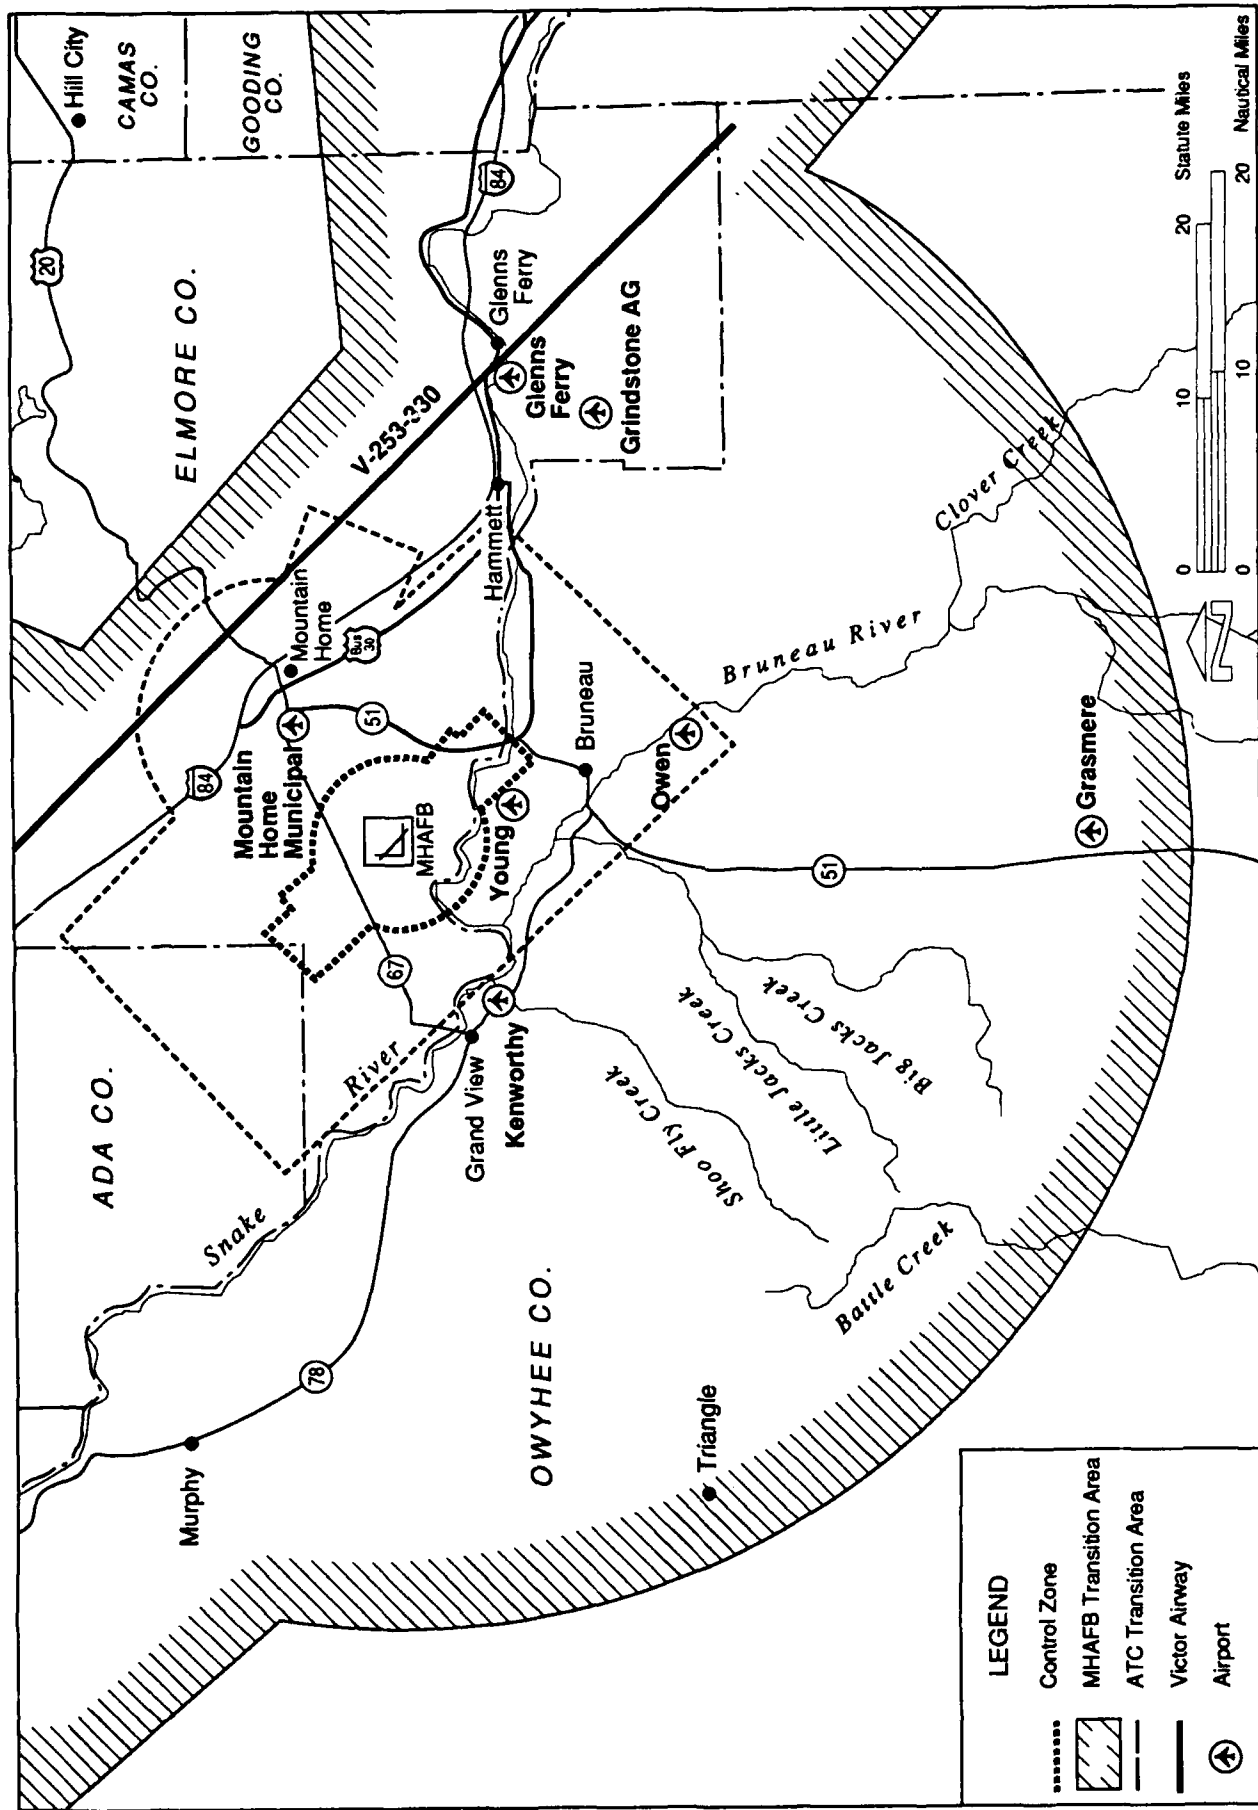 Hill City
CAMAS
CO.
GOODING
CO.
20
ELMORE CO.
84
V-253-330
Glenns
Ferry
Glenns
Ferry
Grindstone AG
Hammett
Mountain
Home
Bus
30
51
84
Mountain
Home
Municipal
MHAFB
Young
Bruneau
Owen
Bruneau River
Clover Creek
Grasmere
51
67
ADA CO.
River
Snake
Grand View
Kenworthy
Shoo Fly Creek
Little Jacks Creek
Big Jacks Creek
Battle Creek
OWYHEE CO.
78
Murphy
Triangle
LEGEND
Control Zone
MHAFB Transition Area
ATC Transition Area
Victor Airway
Airport
N
0 10 20 Statute Miles
0 10 20 Nautical Miles